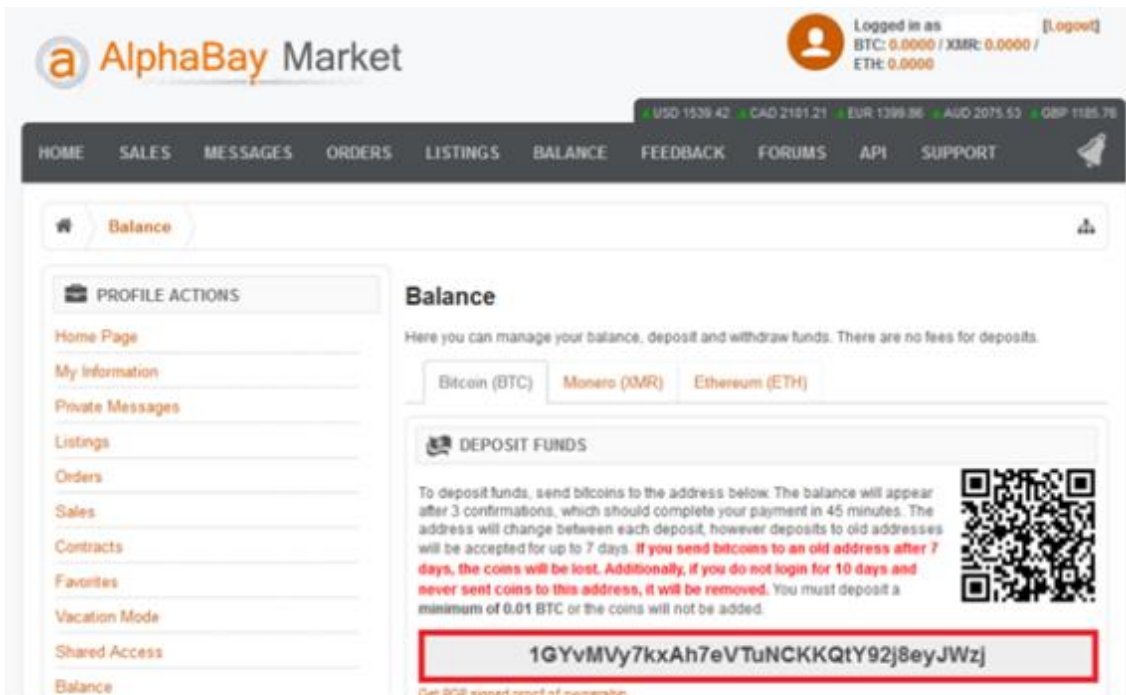 Logged in as [Logout]
BTC: 0.0000 / XMR: 0.0000 /
ETH: 0.0000
a AlphaBay Market
USD 1539.42 CAD 2101.21 EUR 1399.86 AUD 2075.53 GBP 1185.76
HOME SALES MESSAGES ORDERS LISTINGS BALANCE FEEDBACK FORUMS API SUPPORT
Balance
PROFILE ACTIONS
Home Page
My Information
Private Messages
Listings
Orders
Sales
Contracts
Favorites
Vacation Mode
Shared Access
Balance
Balance
Here you can manage your balance, deposit and withdraw funds. There are no fees for deposits.
Bitcoin (BTC) Monero (XMR) Ethereum (ETH)
DEPOSIT FUNDS
To deposit funds, send bitcoins to the address below. The balance will appear
after 3 confirmations, which should complete your payment in 45 minutes. The
address will change between each deposit, however deposits to old addresses
will be accepted for up to 7 days. If you send bitcoins to an old address after 7
days, the coins will be lost. Additionally, if you do not login for 10 days and
never sent coins to this address, it will be removed. You must deposit a
minimum of 0.01 BTC or the coins will not be added.
1GYvMVy7kxAh7eVTuNCKKQtY92j8eyJWzj
Get PGP signed proof of ownership